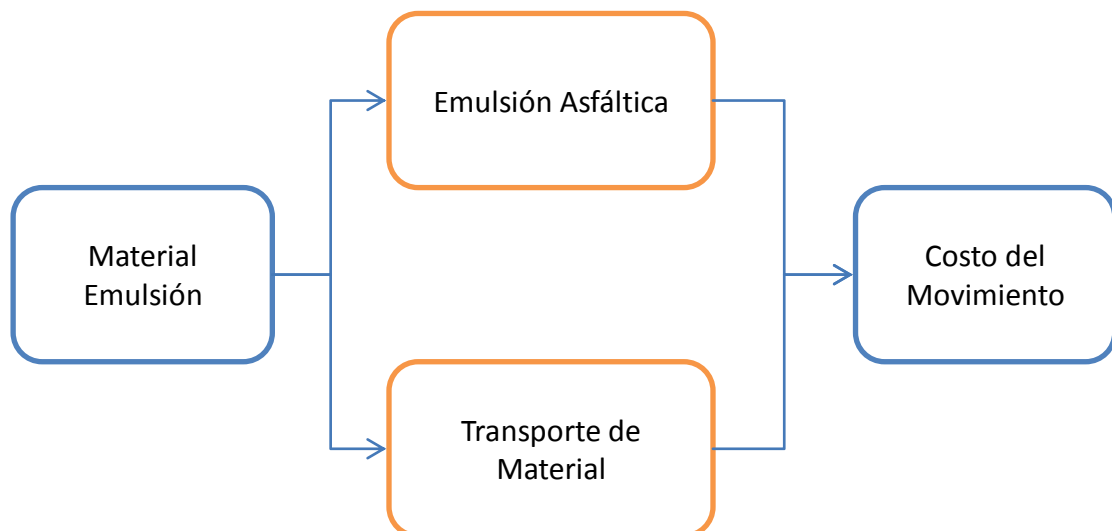 Emulsión Asfáltica
Material
Emulsión
Costo del
Movimiento
Transporte de
Material